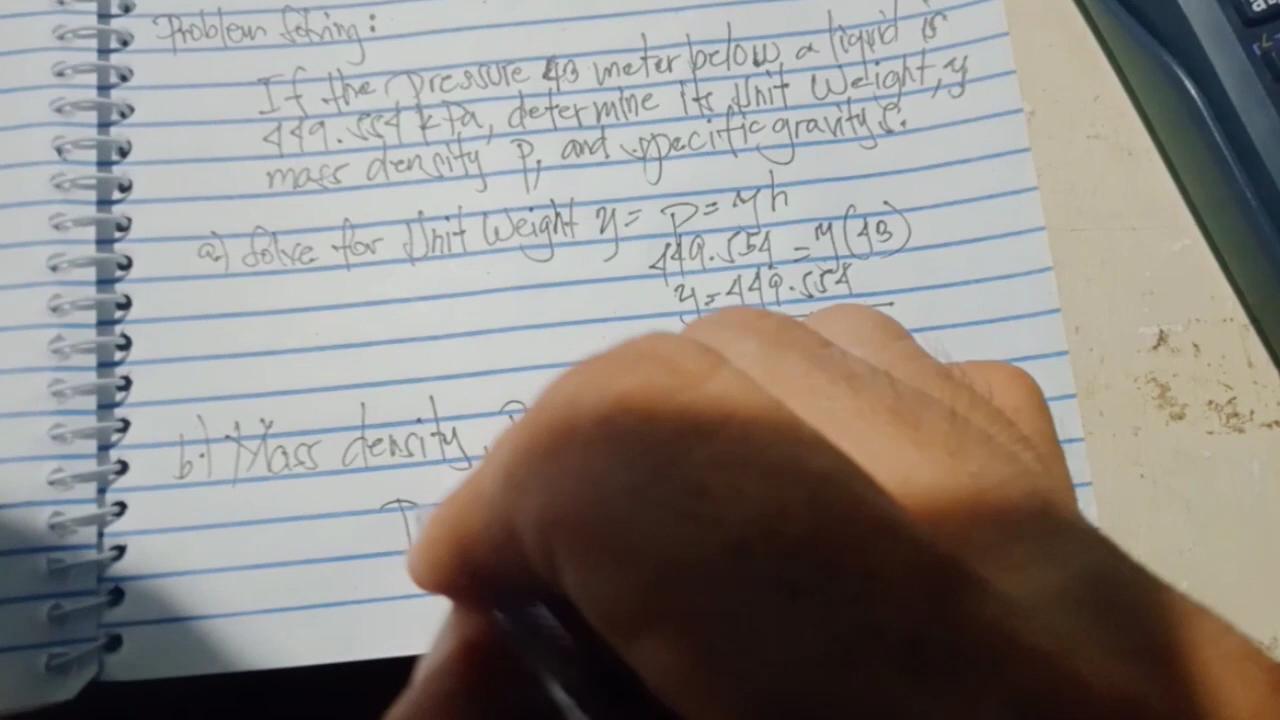 Problem Solving:
If the pressure 43 meter below a liquid is
449.554 kPa, determine its Unit Weight, y
mass density P, and specific gravity S.
a.) Solve for Unit Weight y = P = yh
449.554 = y(43)
y = 449.554
b.) Mass density,
P